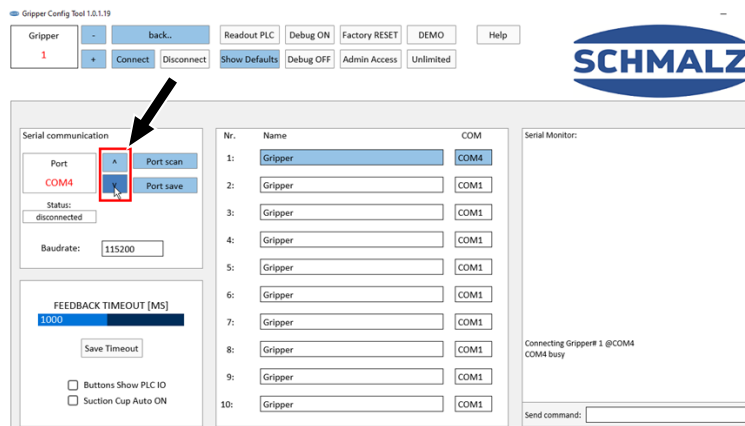 Gripper Config Tool 1.0.1.19
Gripper - back.. Readout PLC Debug ON Factory RESET DEMO Help
1 + Connect Disconnect Show Defaults Debug OFF Admin Access Unlimited
SCHMALZ
Serial communication
Port ^ Port scan
COM4 v Port save
Status:
disconnected
Baudrate: 115200
FEEDBACK TIMEOUT [MS]
1000
Save Timeout
Buttons Show PLC IO
Suction Cup Auto ON
Nr. Name COM
1: Gripper COM4
2: Gripper COM1
3: Gripper COM1
4: Gripper COM1
5: Gripper COM1
6: Gripper COM1
7: Gripper COM1
8: Gripper COM1
9: Gripper COM1
10: Gripper COM1
Serial Monitor:
Connecting Gripper# 1 @COM4
COM4 busy
Send command: